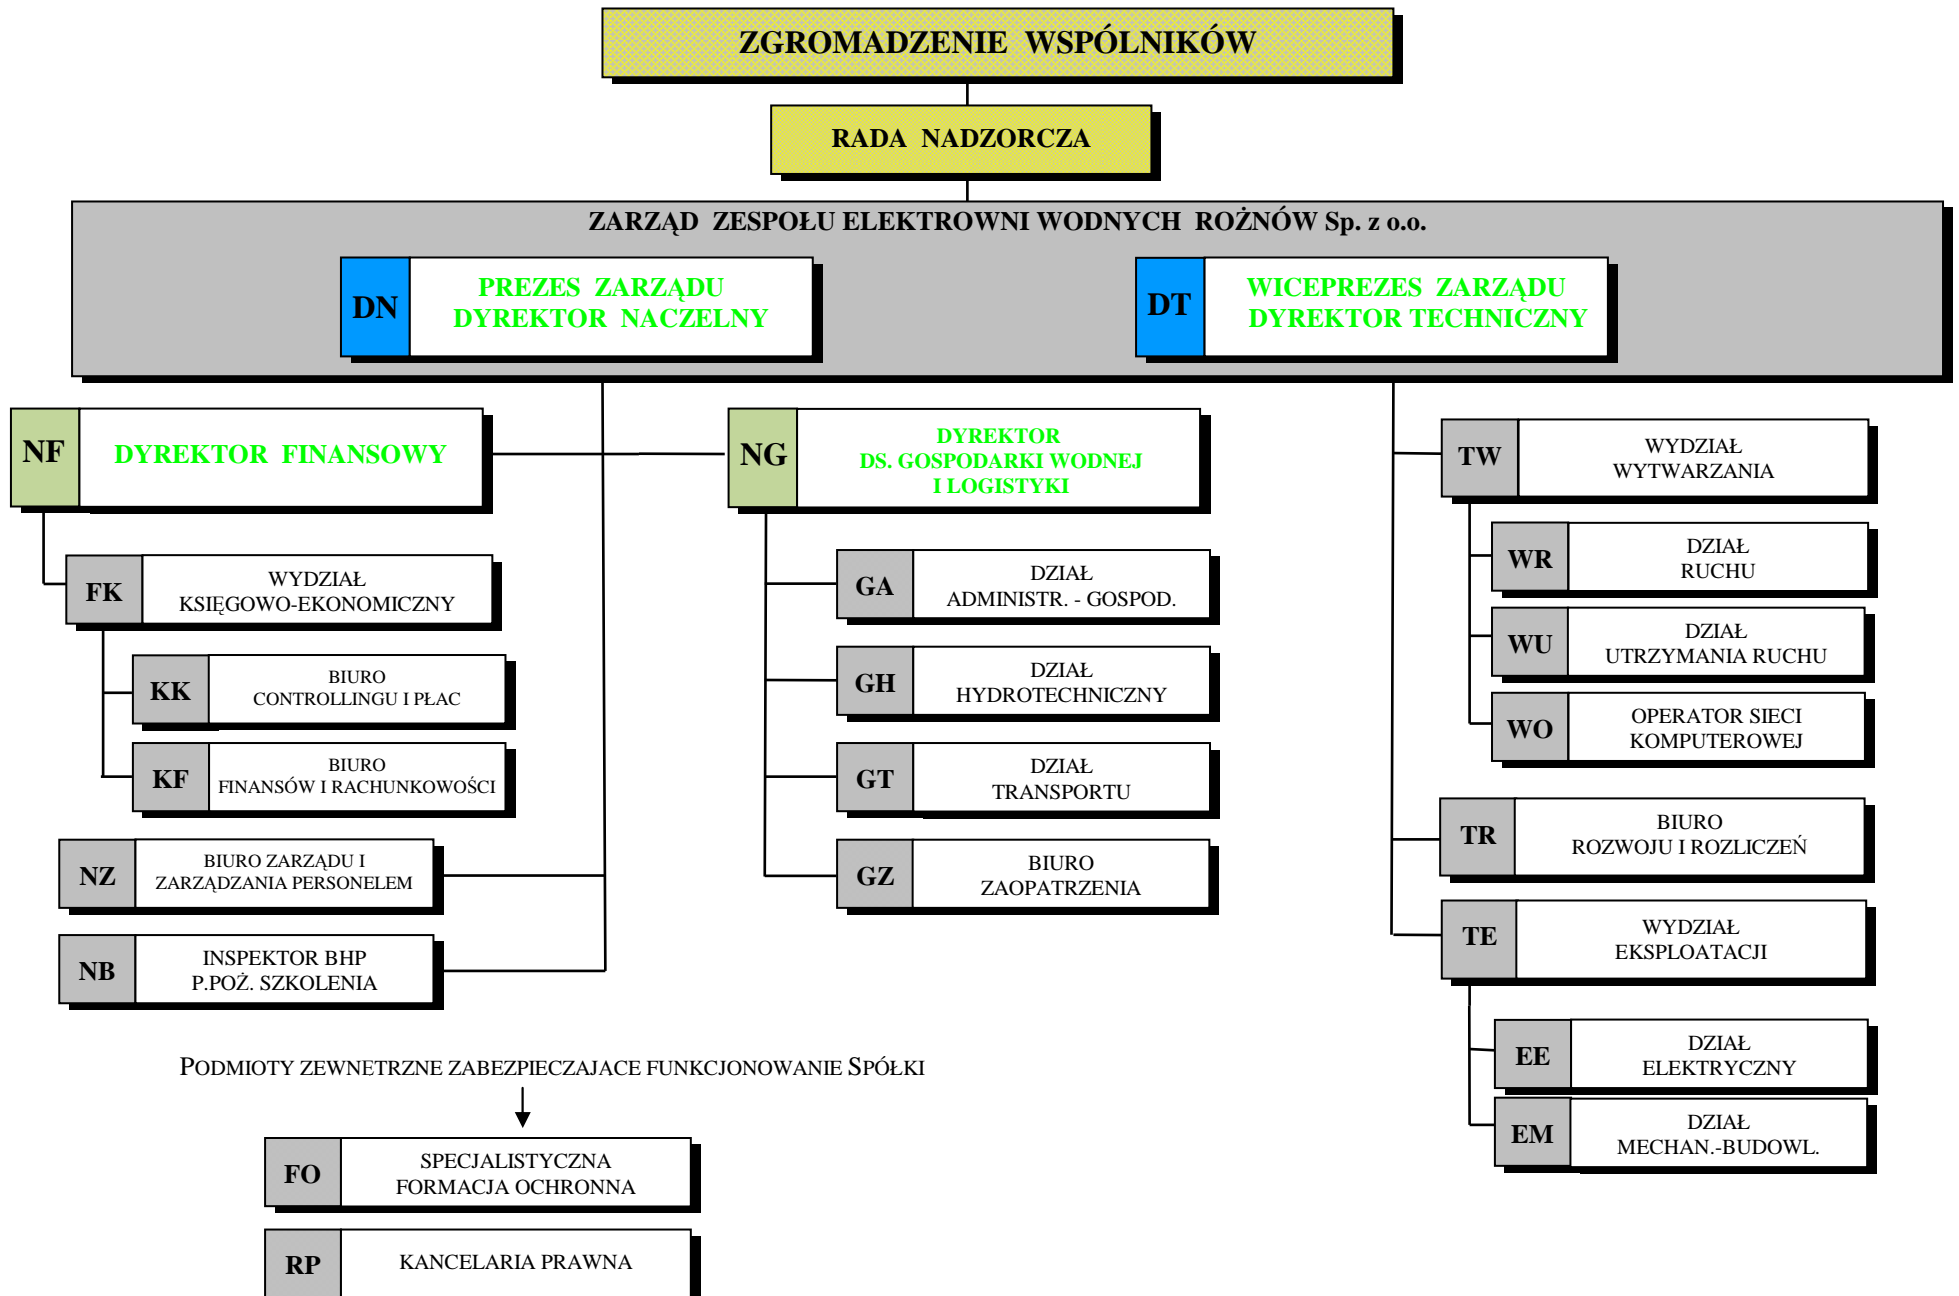 ZGROMADZENIE WSPÓLNIKÓW
RADA NADZORCZA
ZARZĄD ZESPOŁU ELEKTROWNI WODNYCH ROŻNÓW Sp. z o.o.
DN
PREZES ZARZĄDU
DYREKTOR NACZELNY
DT
WICEPREZES ZARZĄDU
DYREKTOR TECHNICZNY
NF
DYREKTOR FINANSOWY
FK
WYDZIAŁ
KSIĘGOWO-EKONOMICZNY
KK
BIURO
CONTROLLINGU I PŁAC
KF
BIURO
FINANSÓW I RACHUNKOWOŚCI
NZ
BIURO ZARZĄDU I
ZARZĄDZANIA PERSONELEM
NB
INSPEKTOR BHP
P.POŻ. SZKOLENIA
NG
DYREKTOR
DS. GOSPODARKI WODNEJ
I LOGISTYKI
GA
DZIAŁ
ADMINISTR. - GOSPOD.
GH
DZIAŁ
HYDROTECHNICZNY
GT
DZIAŁ
TRANSPORTU
GZ
BIURO
ZAOPATRZENIA
TW
WYDZIAŁ
WYTWARZANIA
WR
DZIAŁ
RUCHU
WU
DZIAŁ
UTRZYMANIA RUCHU
WO
OPERATOR SIECI
KOMPUTEROWEJ
TR
BIURO
ROZWOJU I ROZLICZEŃ
TE
WYDZIAŁ
EKSPLOATACJI
EE
DZIAŁ
ELEKTRYCZNY
EM
DZIAŁ
MECHAN.-BUDOWL.
PODMIOTY ZEWNETRZNE ZABEZPIECZAJACE FUNKCJONOWANIE SPÓŁKI
FO
SPECJALISTYCZNA
FORMACJA OCHRONNA
RP
KANCELARIA PRAWNA